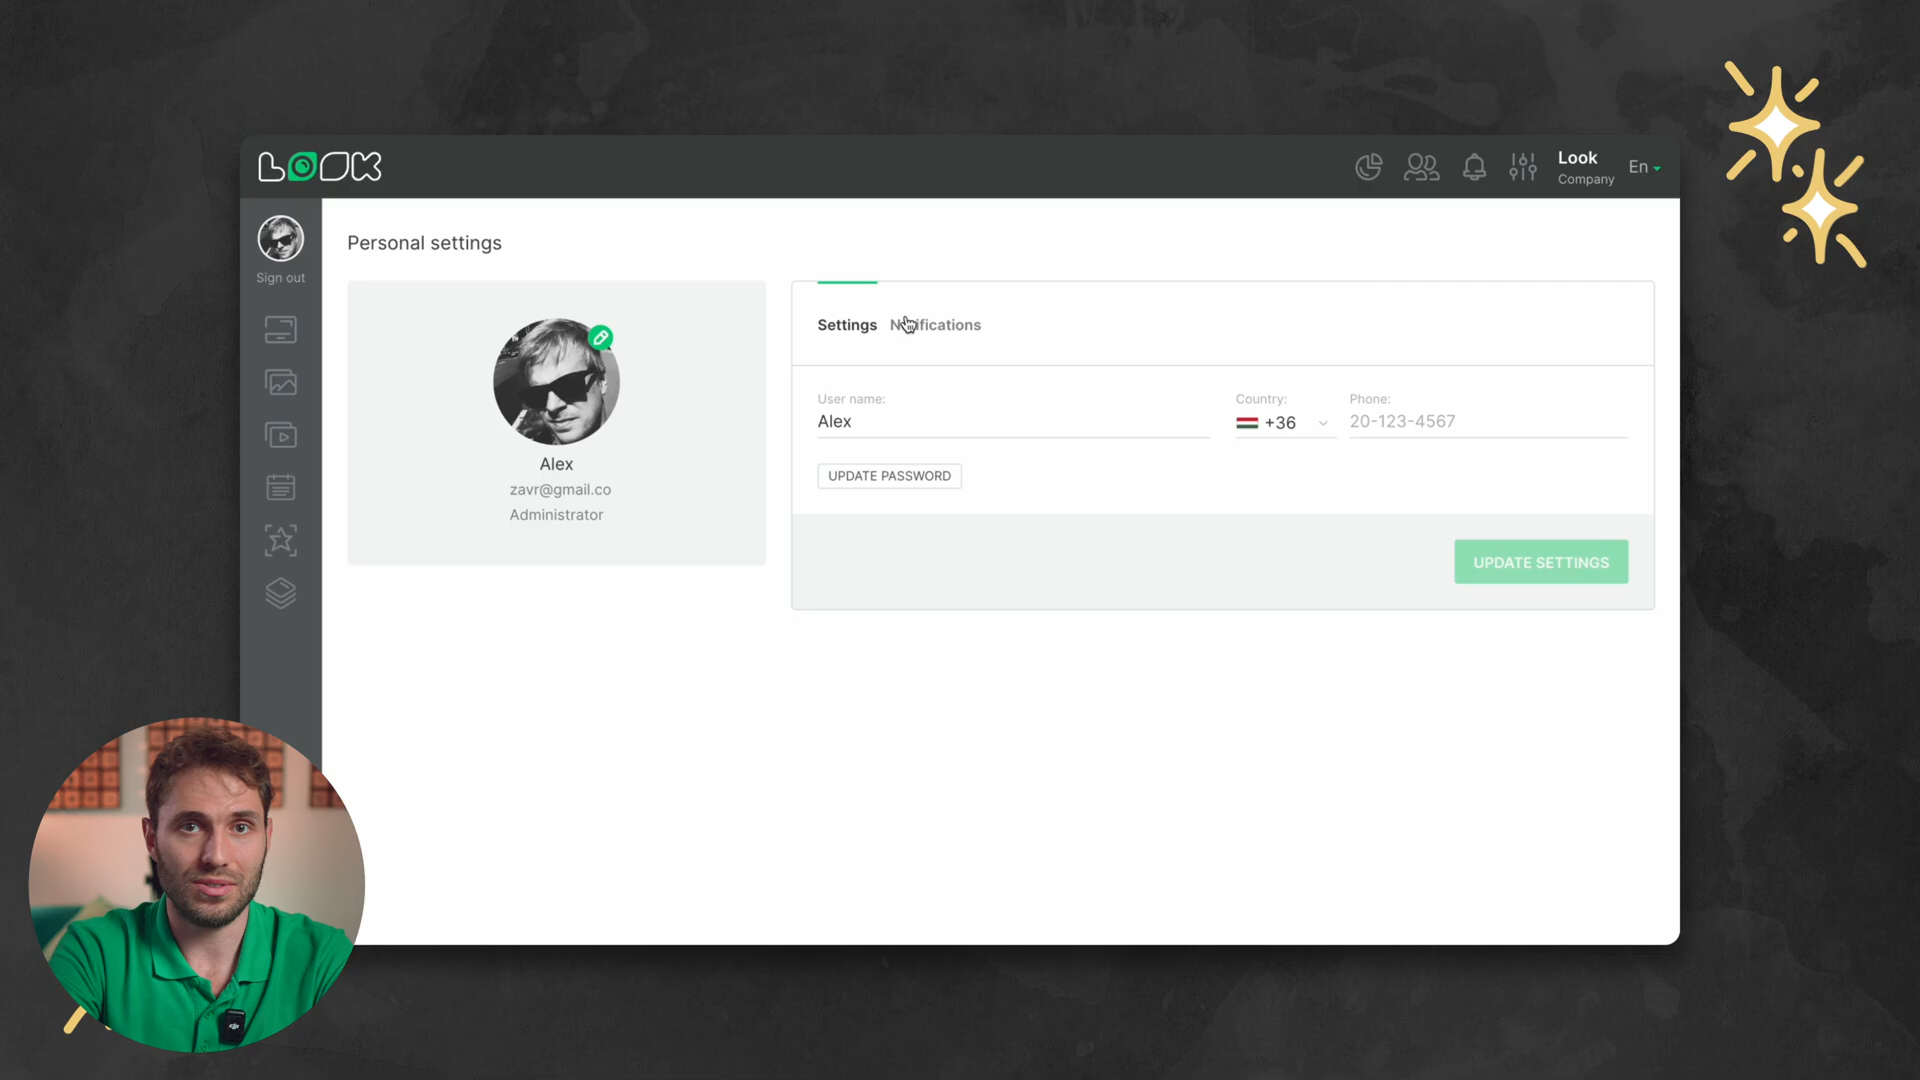 LOOK
Look
Company
En
Sign out
Personal settings
Settings Notifications
Alex
zavr@gmail.co
Administrator
User name:
Alex
Country:
+36
Phone:
20-123-4567
UPDATE PASSWORD
UPDATE SETTINGS